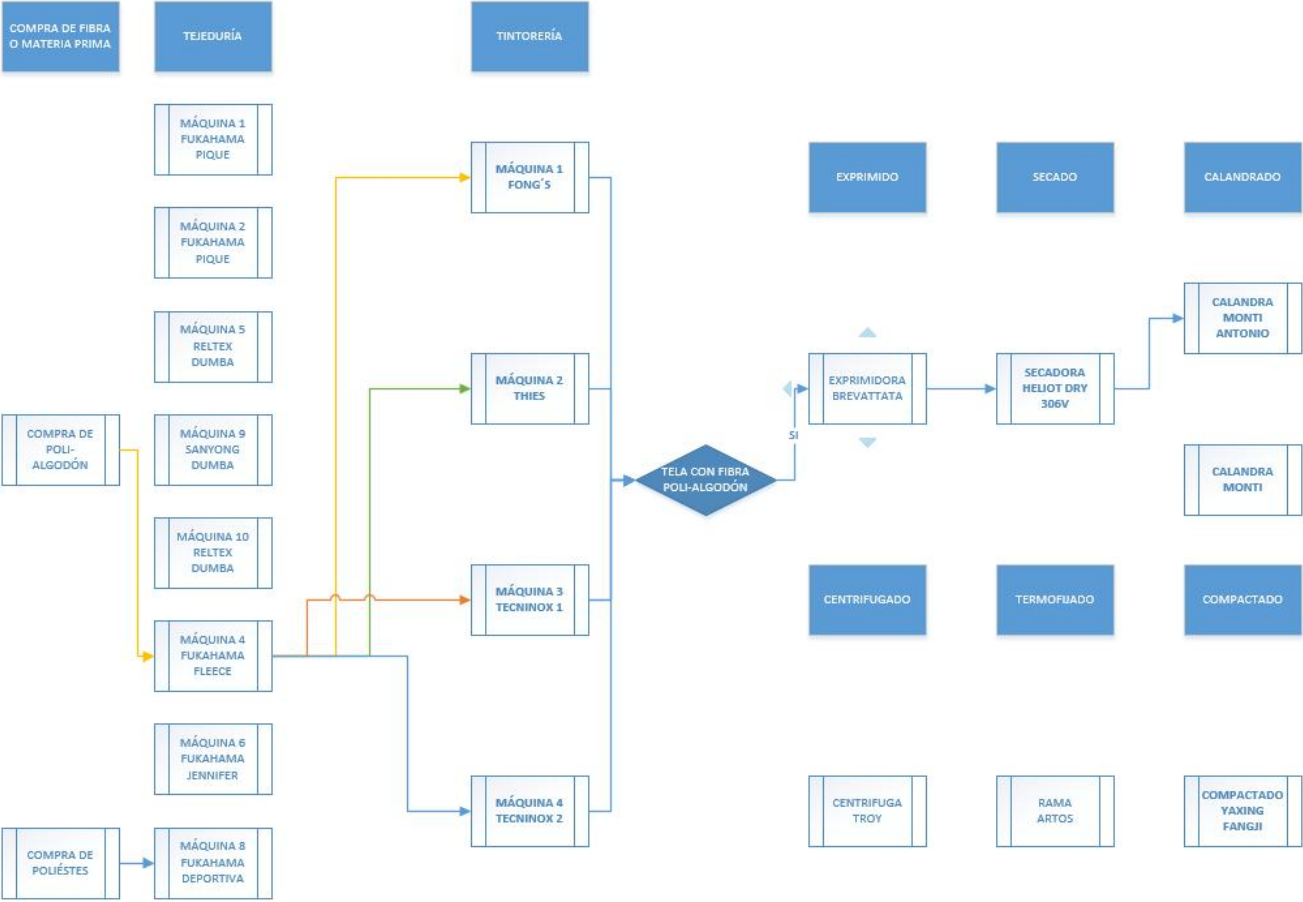 COMPRA DE FIBRA
O MATERIA PRIMA
TEJEDURÍA
TINTORERÍA
MÁQUINA 1
FUKAHAMA
PIQUE
MÁQUINA 1
FONG´S
EXPRIMIDO
SECADO
CALANDRADO
MÁQUINA 2
FUKAHAMA
PIQUE
MÁQUINA 5
RELTEX
DUMBA
CALANDRA
MONTI
ANTONIO
MÁQUINA 2
THIES
EXPRIMIDORA
BREVATTATA
SECADORA
HELIOT DRY
306V
SI
COMPRA DE
POLI-
ALGODÓN
MÁQUINA 9
SANYONG
DUMBA
TELA CON FIBRA
POLI-ALGODÓN
CALANDRA
MONTI
MÁQUINA 10
RELTEX
DUMBA
MÁQUINA 3
TECNINOX 1
CENTRIFUGADO
TERMOFIJADO
COMPACTADO
MÁQUINA 4
FUKAHAMA
FLEECE
MÁQUINA 6
FUKAHAMA
JENNIFER
MÁQUINA 4
TECNINOX 2
CENTRIFUGA
TROY
RAMA
ARTOS
COMPACTADO
YAXING
FANGJI
COMPRA DE
POLIÉSTES
MÁQUINA 8
FUKAHAMA
DEPORTIVA